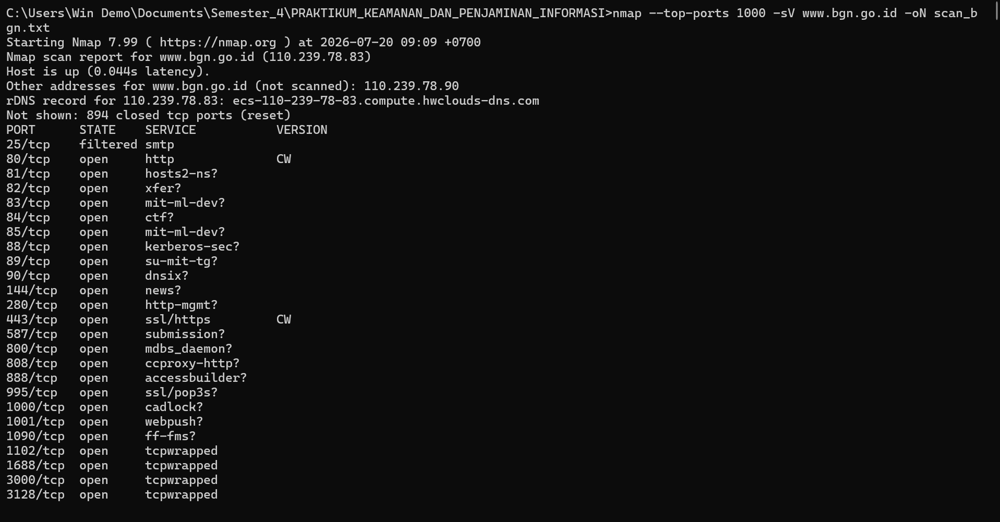 C:\Users\Win Demo\Documents\Semester_4\PRAKTIKUM_KEAMANAN_DAN_PENJAMINAN_INFORMASI>nmap --top-ports 1000 -sV www.bgn.go.id -oN scan_b
gn.txt
Starting Nmap 7.99 ( https://nmap.org ) at 2026-07-20 09:09 +0700
Nmap scan report for www.bgn.go.id (110.239.78.83)
Host is up (0.044s latency).
Other addresses for www.bgn.go.id (not scanned): 110.239.78.90
rDNS record for 110.239.78.83: ecs-110-239-78-83.compute.hwclouds-dns.com
Not shown: 894 closed tcp ports (reset)
PORT      STATE    SERVICE           VERSION
25/tcp    filtered smtp
80/tcp    open     http              CW
81/tcp    open     hosts2-ns?
82/tcp    open     xfer?
83/tcp    open     mit-ml-dev?
84/tcp    open     ctf?
85/tcp    open     mit-ml-dev?
88/tcp    open     kerberos-sec?
89/tcp    open     su-mit-tg?
90/tcp    open     dnsix?
144/tcp   open     news?
280/tcp   open     http-mgmt?
443/tcp   open     ssl/https         CW
587/tcp   open     submission?
800/tcp   open     mdbs_daemon?
808/tcp   open     ccproxy-http?
888/tcp   open     accessbuilder?
995/tcp   open     ssl/pop3s?
1000/tcp  open     cadlock?
1001/tcp  open     webpush?
1090/tcp  open     ff-fms?
1102/tcp  open     tcpwrapped
1688/tcp  open     tcpwrapped
3000/tcp  open     tcpwrapped
3128/tcp  open     tcpwrapped